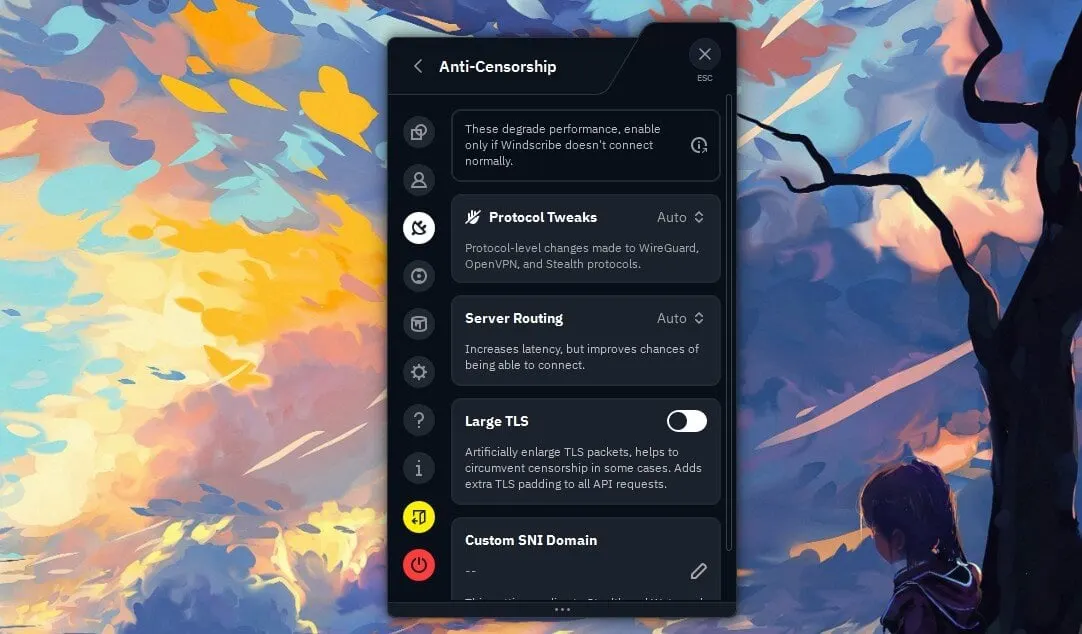 Anti-Censorship
ESC
These degrade performance, enable
only if Windscribe doesn't connect
normally.
Protocol Tweaks Auto
Protocol-level changes made to WireGuard,
OpenVPN, and Stealth protocols.
Server Routing Auto
Increases latency, but improves chances of
being able to connect.
Large TLS
Artificially enlarge TLS packets, helps to
circumvent censorship in some cases. Adds
extra TLS padding to all API requests.
Custom SNI Domain
--